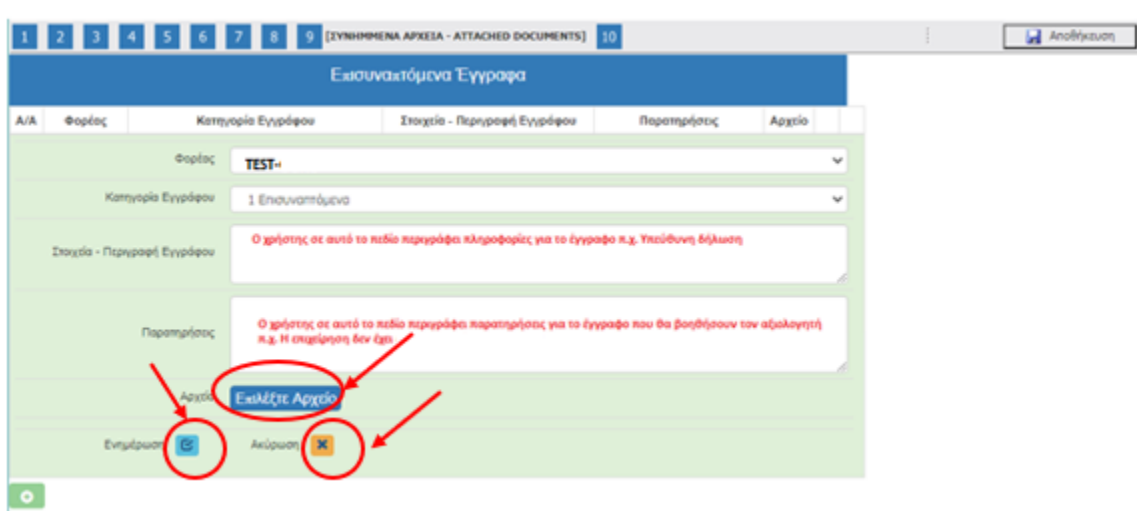 1 2 3 4 5 6 7 8 9 [ΣΥΝΗΜΜΕΝΑ ΑΡΧΕΙΑ - ATTACHED DOCUMENTS] 10 Αποθήκευση
Επισυναπτόμενα Έγγραφα
Α/Α Φορέας Κατηγορία Εγγράφου Στοιχεία - Περιγραφή Εγγράφου Παρατηρήσεις Αρχείο
Φορέας TEST-
Κατηγορία Εγγράφου 1 Επισυναπτόμενα
Στοιχεία - Περιγραφή Εγγράφου Ο χρήστης σε αυτό το πεδίο περιγράφει πληροφορίες για το έγγραφο π.χ. Υπεύθυνη δήλωση
Παρατηρήσεις Ο χρήστης σε αυτό το πεδίο περιγράφει παρατηρήσεις για το έγγραφο που θα βοηθήσουν τον αξιολογητή
π.χ. Η επιχείρηση δεν έχει
Αρχείο Επιλέξτε Αρχείο
Ενημέρωση Ακύρωση